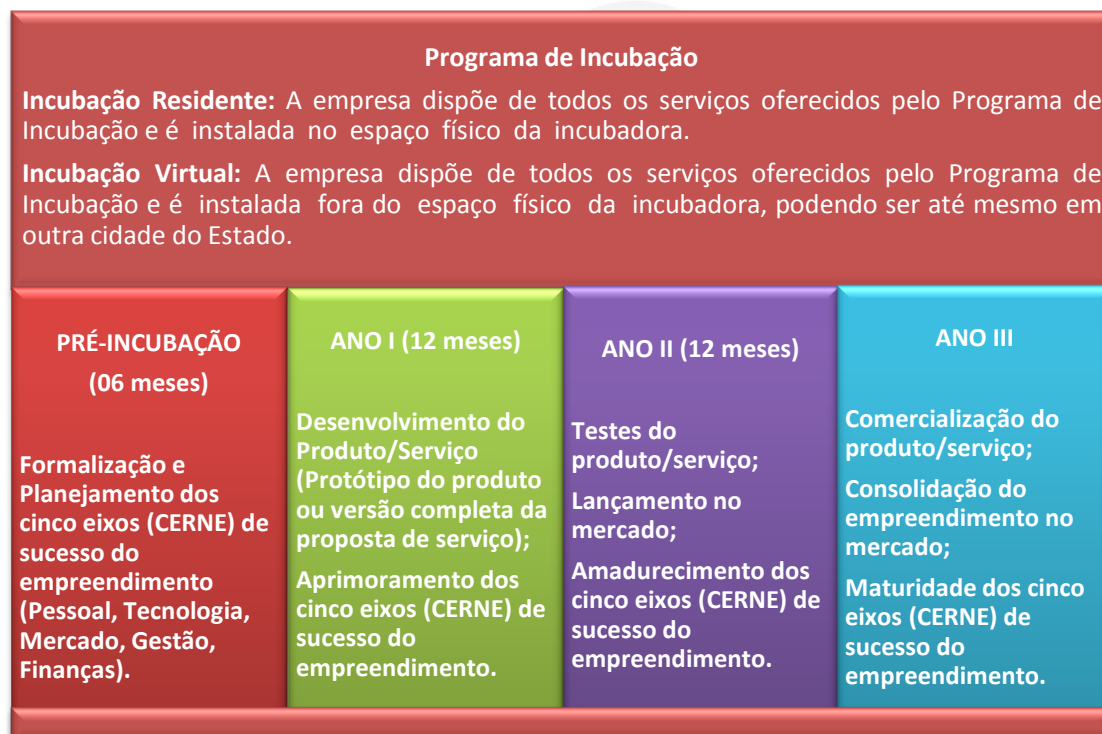 Programa de Incubação
Incubação Residente: A empresa dispõe de todos os serviços oferecidos pelo Programa de
Incubação e é instalada no espaço físico da incubadora.
Incubação Virtual: A empresa dispõe de todos os serviços oferecidos pelo Programa de
Incubação e é instalada fora do espaço físico da incubadora, podendo ser até mesmo em
outra cidade do Estado.
PRÉ-INCUBAÇÃO
(06 meses)
Formalização e
Planejamento dos
cinco eixos (CERNE) de
sucesso do
empreendimento
(Pessoal, Tecnologia,
Mercado, Gestão,
Finanças).
ANO I (12 meses)
Desenvolvimento do
Produto/Serviço
(Protótipo do produto
ou versão completa da
proposta de serviço);
Aprimoramento dos
cinco eixos (CERNE) de
sucesso do
empreendimento.
ANO II (12 meses)
Testes do
produto/serviço;
Lançamento no
mercado;
Amadurecimento dos
cinco eixos (CERNE) de
sucesso do
empreendimento.
ANO III
Comercialização do
produto/serviço;
Consolidação do
empreendimento no
mercado;
Maturidade dos cinco
eixos (CERNE) de
sucesso do
empreendimento.